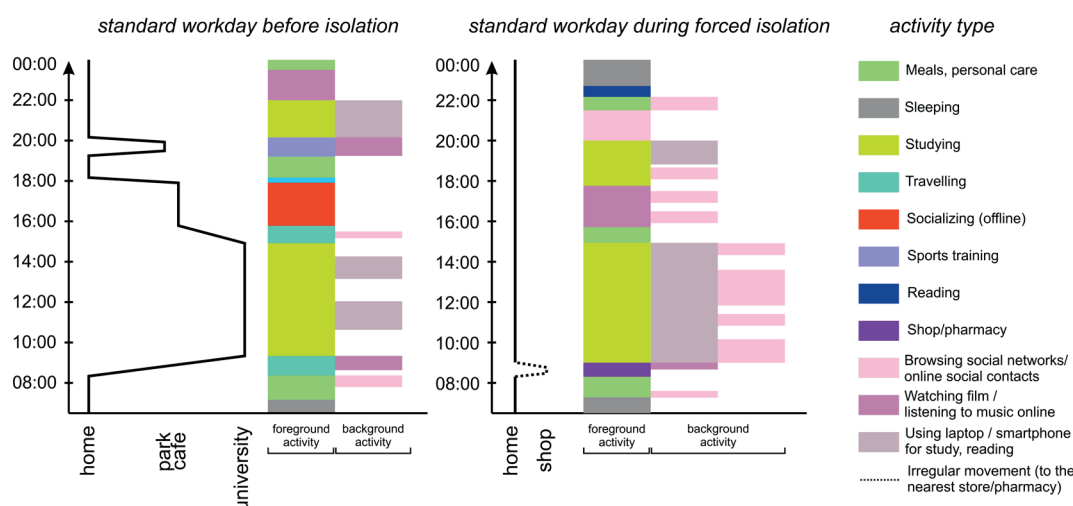 standard workday before isolation
standard workday during forced isolation
activity type
00:00
22:00
20:00
18:00
16:00
14:00
12:00
10:00
08:00
home
park
cafe
university
foreground
activity
background
activity
00:00
22:00
20:00
18:00
16:00
14:00
12:00
10:00
08:00
home
shop
foreground
activity
background
activity
Meals, personal care
Sleeping
Studying
Travelling
Socializing (offline)
Sports training
Reading
Shop/pharmacy
Browsing social networks/
online social contacts
Watching film /
listening to music online
Using laptop / smartphone
for study, reading
Irregular movement (to the
nearest store/pharmacy)